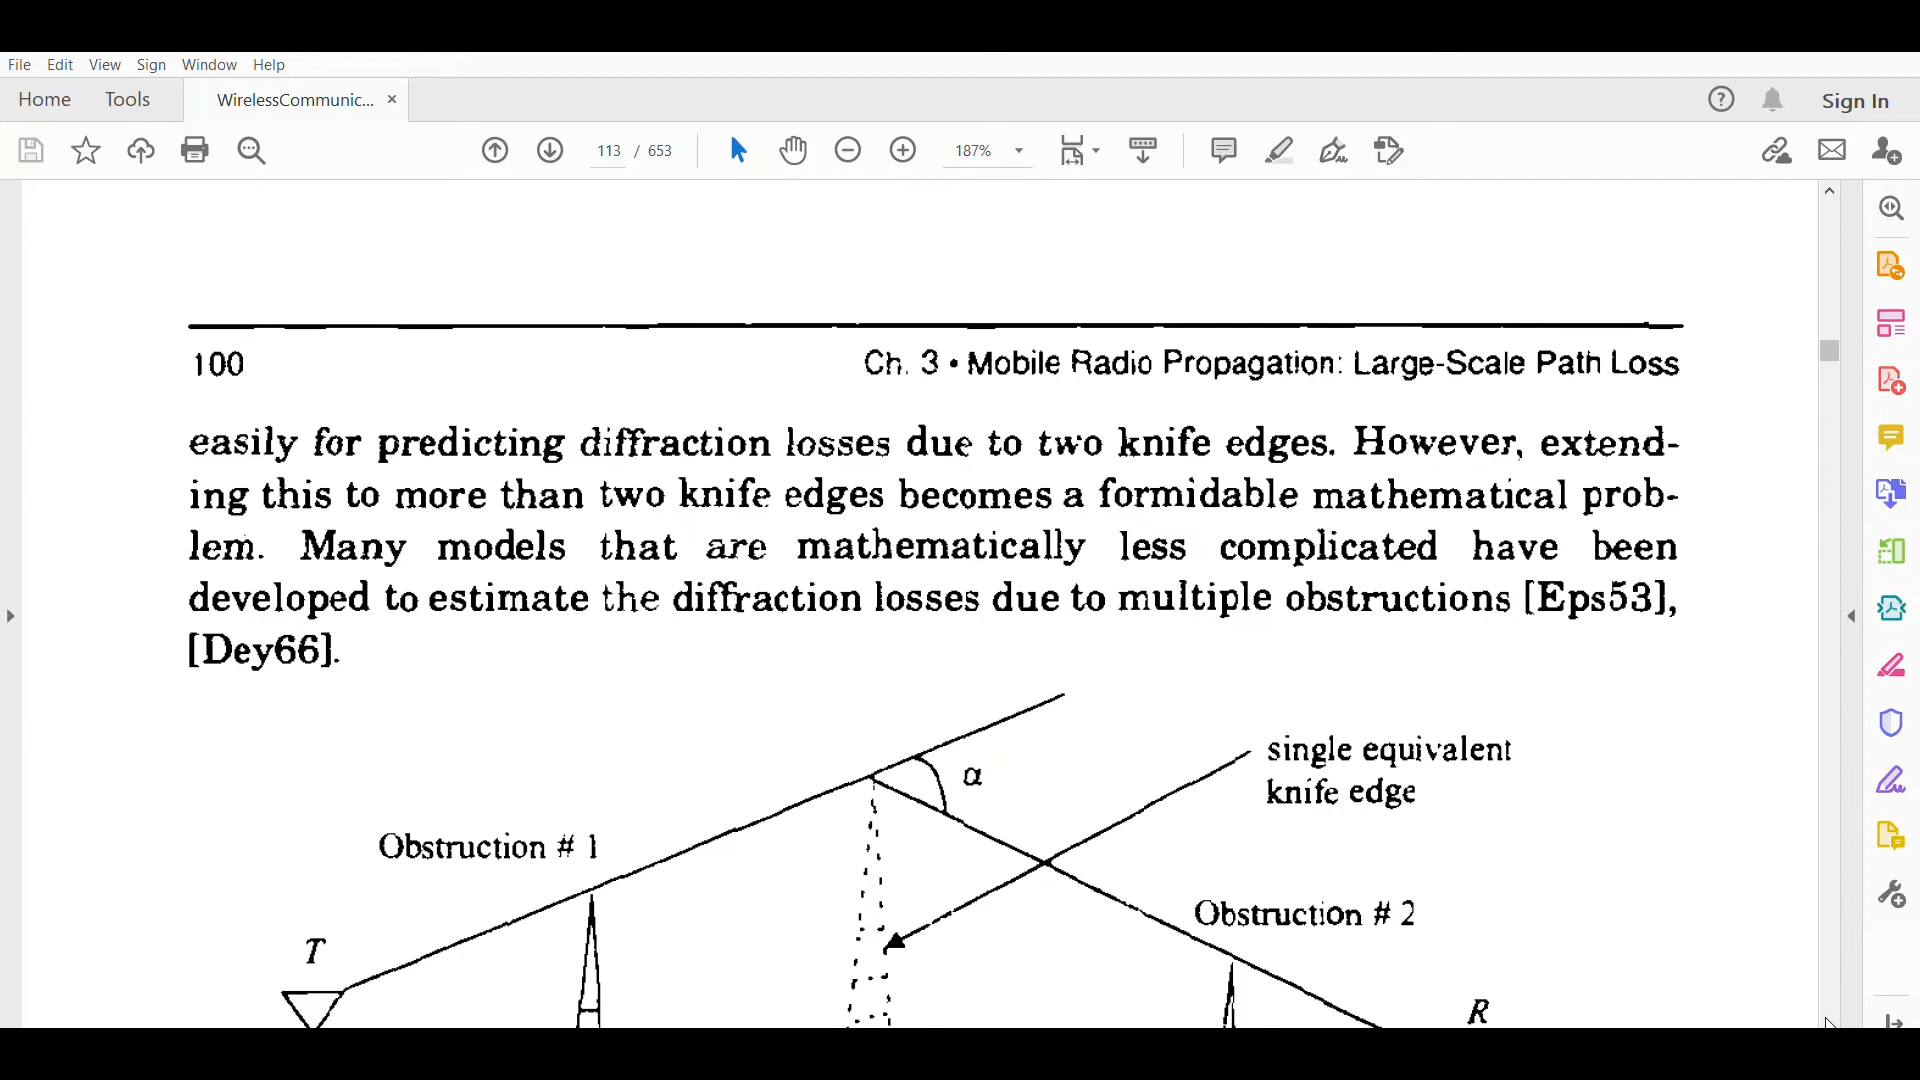 File Edit View Sign Window Help
Home Tools WirelessCommunic... × Sign In
113 / 653 187%
100 Ch. 3 • Mobile Radio Propagation: Large-Scale Path Loss
easily for predicting diffraction losses due to two knife edges. However, extend-
ing this to more than two knife edges becomes a formidable mathematical prob-
lem. Many models that are mathematically less complicated have been
developed to estimate the diffraction losses due to multiple obstructions [Eps53],
[Dey66].
α
single equivalent
knife edge
Obstruction # 1
Obstruction # 2
T
R